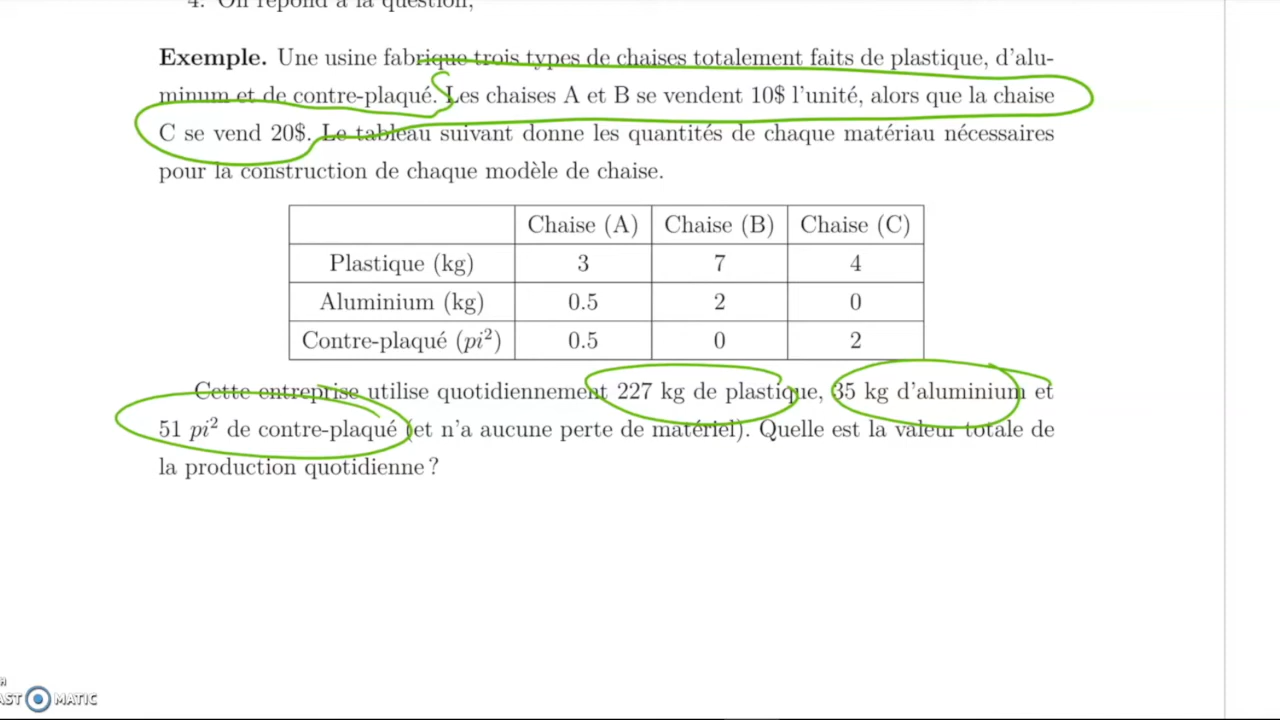 4. On répond à la question,
Exemple. Une usine fabrique trois types de chaises totalement faits de plastique, d'alu-
minum et de contre-plaqué. Les chaises A et B se vendent 10$ l'unité, alors que la chaise
C se vend 20$. Le tableau suivant donne les quantités de chaque matériau nécessaires
pour la construction de chaque modèle de chaise.
Chaise (A) Chaise (B) Chaise (C)
Plastique (kg) 3 7 4
Aluminium (kg) 0.5 2 0
Contre-plaqué (pi²) 0.5 0 2
Cette entreprise utilise quotidiennement 227 kg de plastique, 35 kg d'aluminium et
51 pi² de contre-plaqué (et n'a aucune perte de matériel). Quelle est la valeur totale de
la production quotidienne ?
AST MATIC